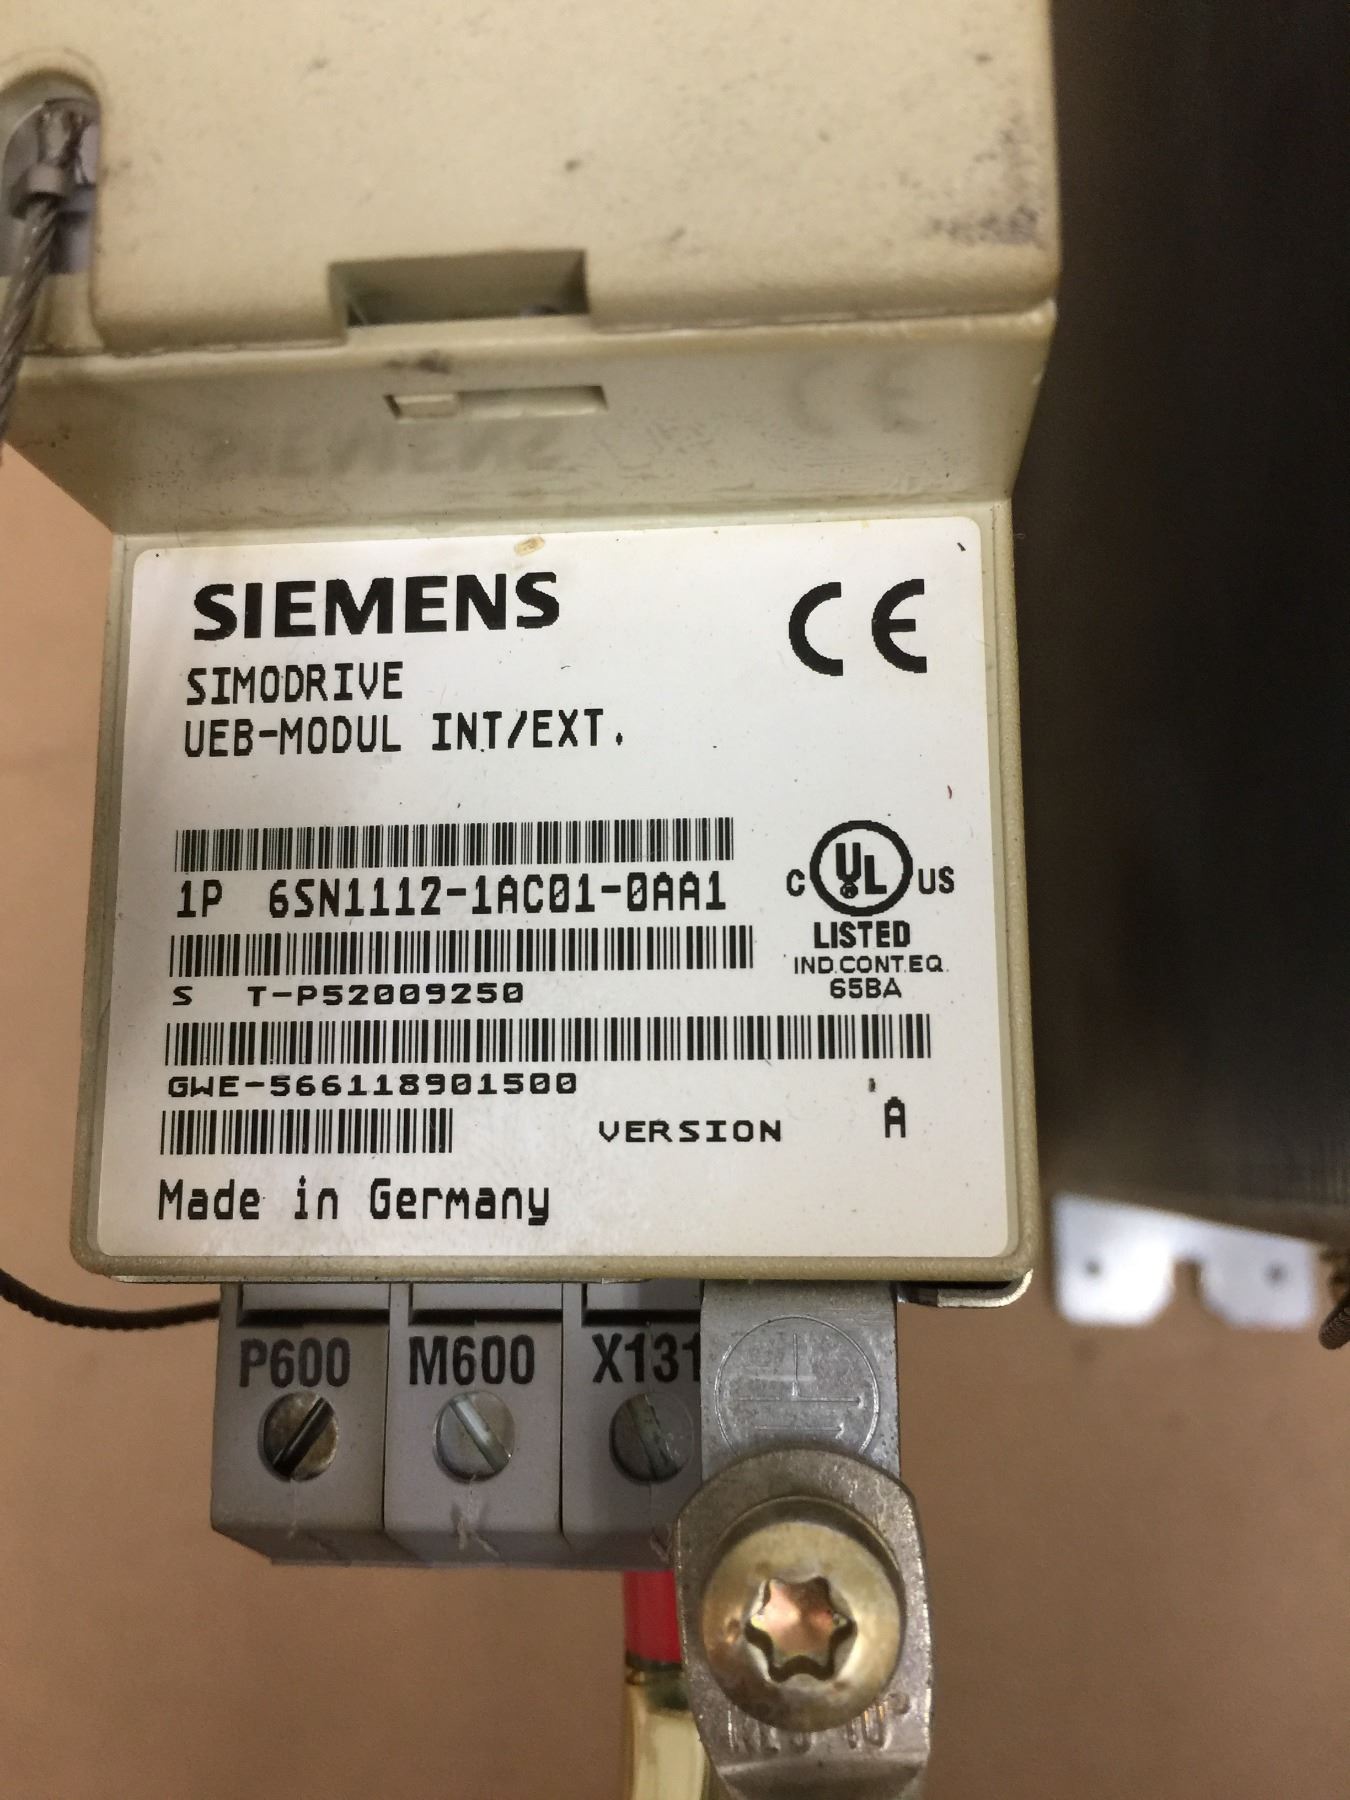 SIEMENS
CE
SIMODRIVE
UEB-MODUL INT/EXT.
1P 6SN1112-1AC01-0AA1
C UL US
LISTED
IND.CONT.EQ.
65BA
S T-P52009250
GWE-566118901500
VERSION A
Made in Germany
P600 M600 X131